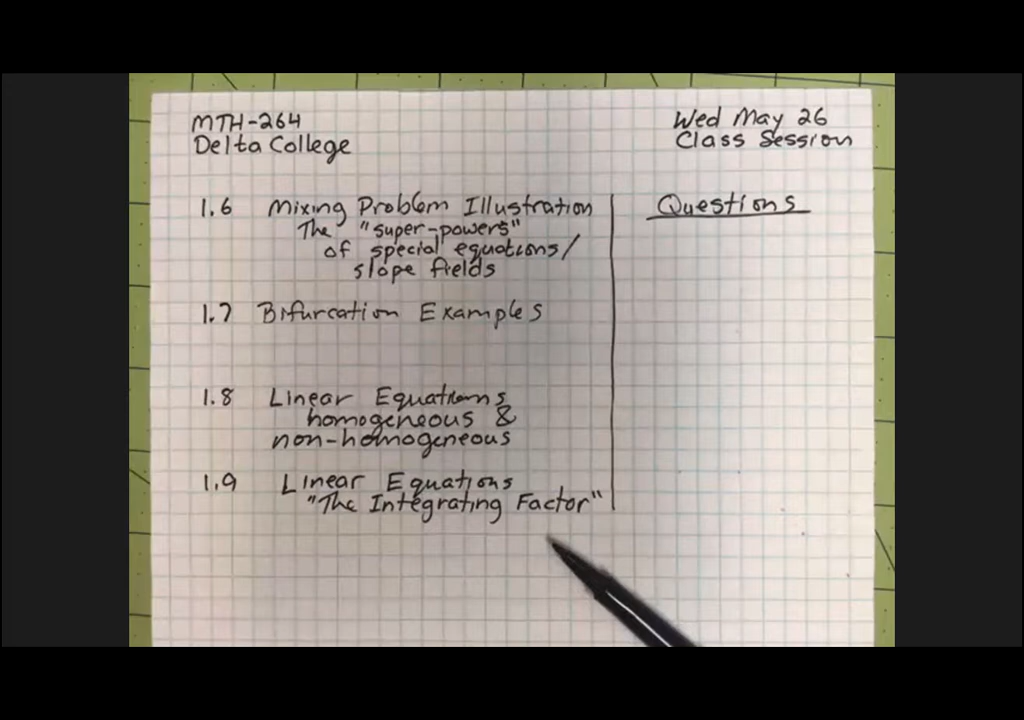 MTH-264
Delta College
Wed May 26
Class Session
1.6 Mixing Problem Illustration
The "super-powers"
of special equations/
slope fields
1.7 Bifurcation Examples
1.8 Linear Equations
homogeneous &
non-homogeneous
1.9 Linear Equations
"The Integrating Factor"
Questions